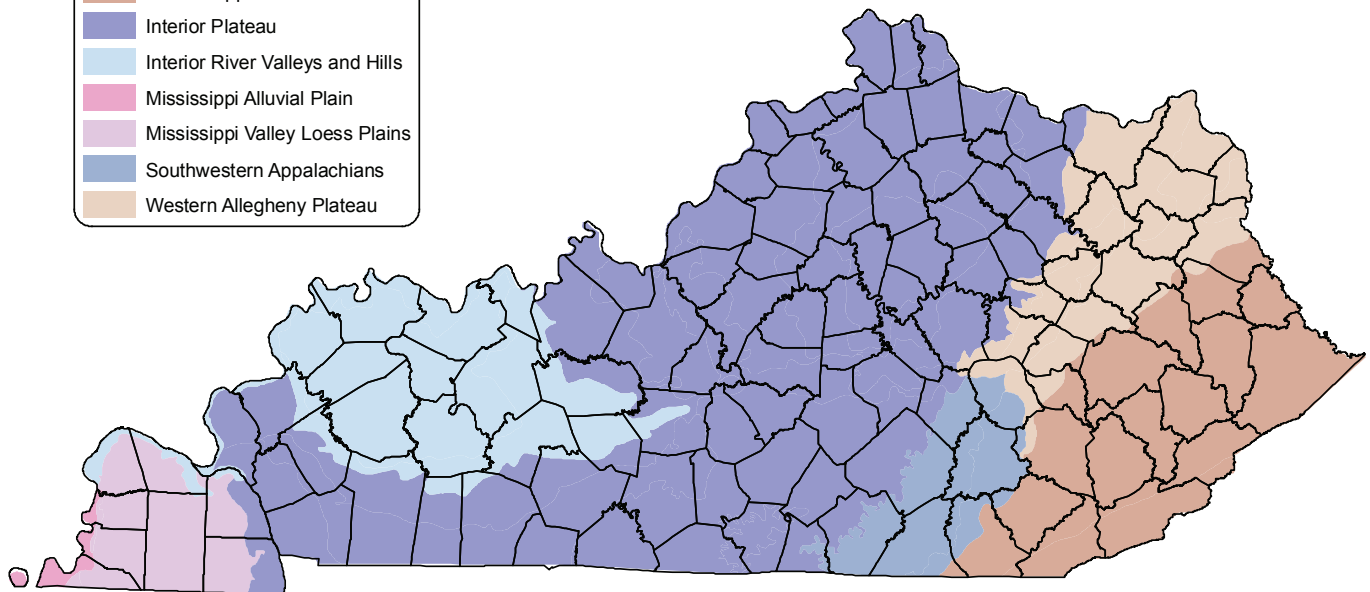 Interior Plateau
Interior River Valleys and Hills
Mississippi Alluvial Plain
Mississippi Valley Loess Plains
Southwestern Appalachians
Western Allegheny Plateau